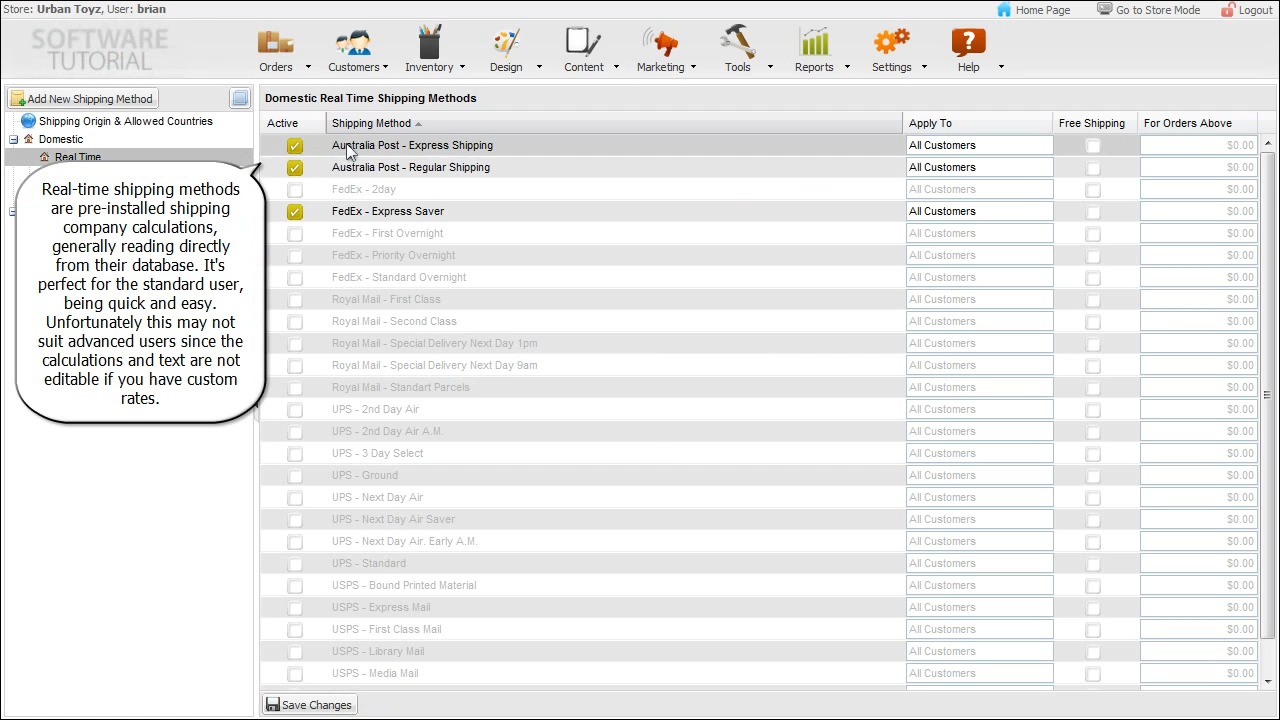 Store: Urban Toyz, User: brian
Home Page
Go to Store Mode
Logout
SOFTWARE
TUTORIAL
Orders
Customers
Inventory
Design
Content
Marketing
Tools
Reports
Settings
Help
Add New Shipping Method
Shipping Origin & Allowed Countries
Domestic
Real Time
Real-time shipping methods
are pre-installed shipping
company calculations,
generally reading directly
from their database. It's
perfect for the standard user,
being quick and easy.
Unfortunately this may not
suit advanced users since the
calculations and text are not
editable if you have custom
rates.
Domestic Real Time Shipping Methods
Active Shipping Method Apply To Free Shipping For Orders Above
Australia Post - Express Shipping All Customers $0.00
Australia Post - Regular Shipping All Customers $0.00
FedEx - 2day All Customers $0.00
FedEx - Express Saver All Customers $0.00
FedEx - First Overnight All Customers $0.00
FedEx - Priority Overnight All Customers $0.00
FedEx - Standard Overnight All Customers $0.00
Royal Mail - First Class All Customers $0.00
Royal Mail - Second Class All Customers $0.00
Royal Mail - Special Delivery Next Day 1pm All Customers $0.00
Royal Mail - Special Delivery Next Day 9am All Customers $0.00
Royal Mail - Standart Parcels All Customers $0.00
UPS - 2nd Day Air All Customers $0.00
UPS - 2nd Day Air A.M. All Customers $0.00
UPS - 3 Day Select All Customers $0.00
UPS - Ground All Customers $0.00
UPS - Next Day Air All Customers $0.00
UPS - Next Day Air Saver All Customers $0.00
UPS - Next Day Air. Early A.M. All Customers $0.00
UPS - Standard All Customers $0.00
USPS - Bound Printed Material All Customers $0.00
USPS - Express Mail All Customers $0.00
USPS - First Class Mail All Customers $0.00
USPS - Library Mail All Customers $0.00
USPS - Media Mail All Customers $0.00
Save Changes